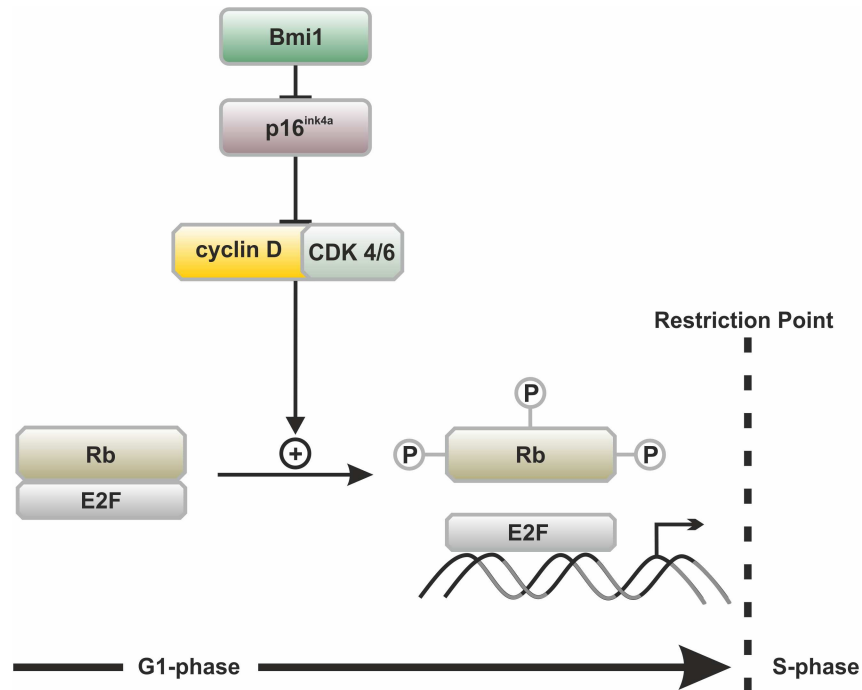 Bmi1
p16ink4a
cyclin D CDK 4/6
Restriction Point
+
P
Rb P Rb P
E2F E2F
G1-phase S-phase